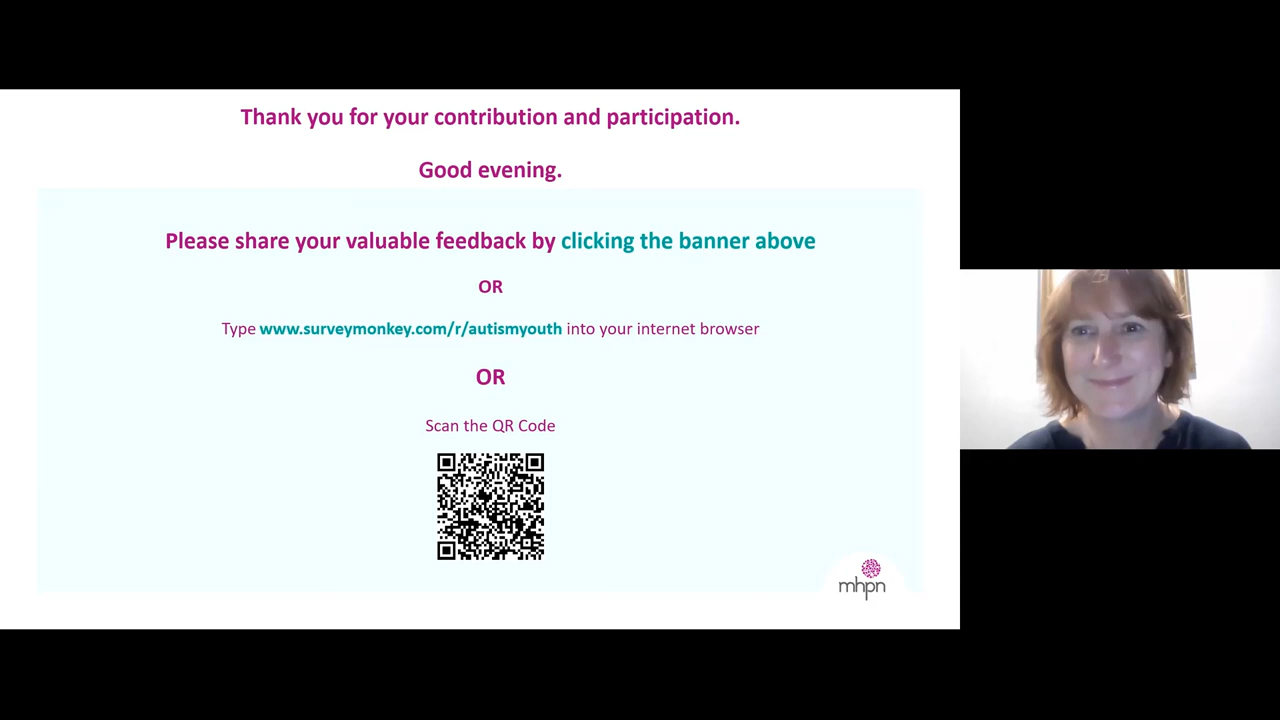 Thank you for your contribution and participation.
Good evening.
Please share your valuable feedback by clicking the banner above
OR
Type www.surveymonkey.com/r/autismyouth into your internet browser
OR
Scan the QR Code
mhpn